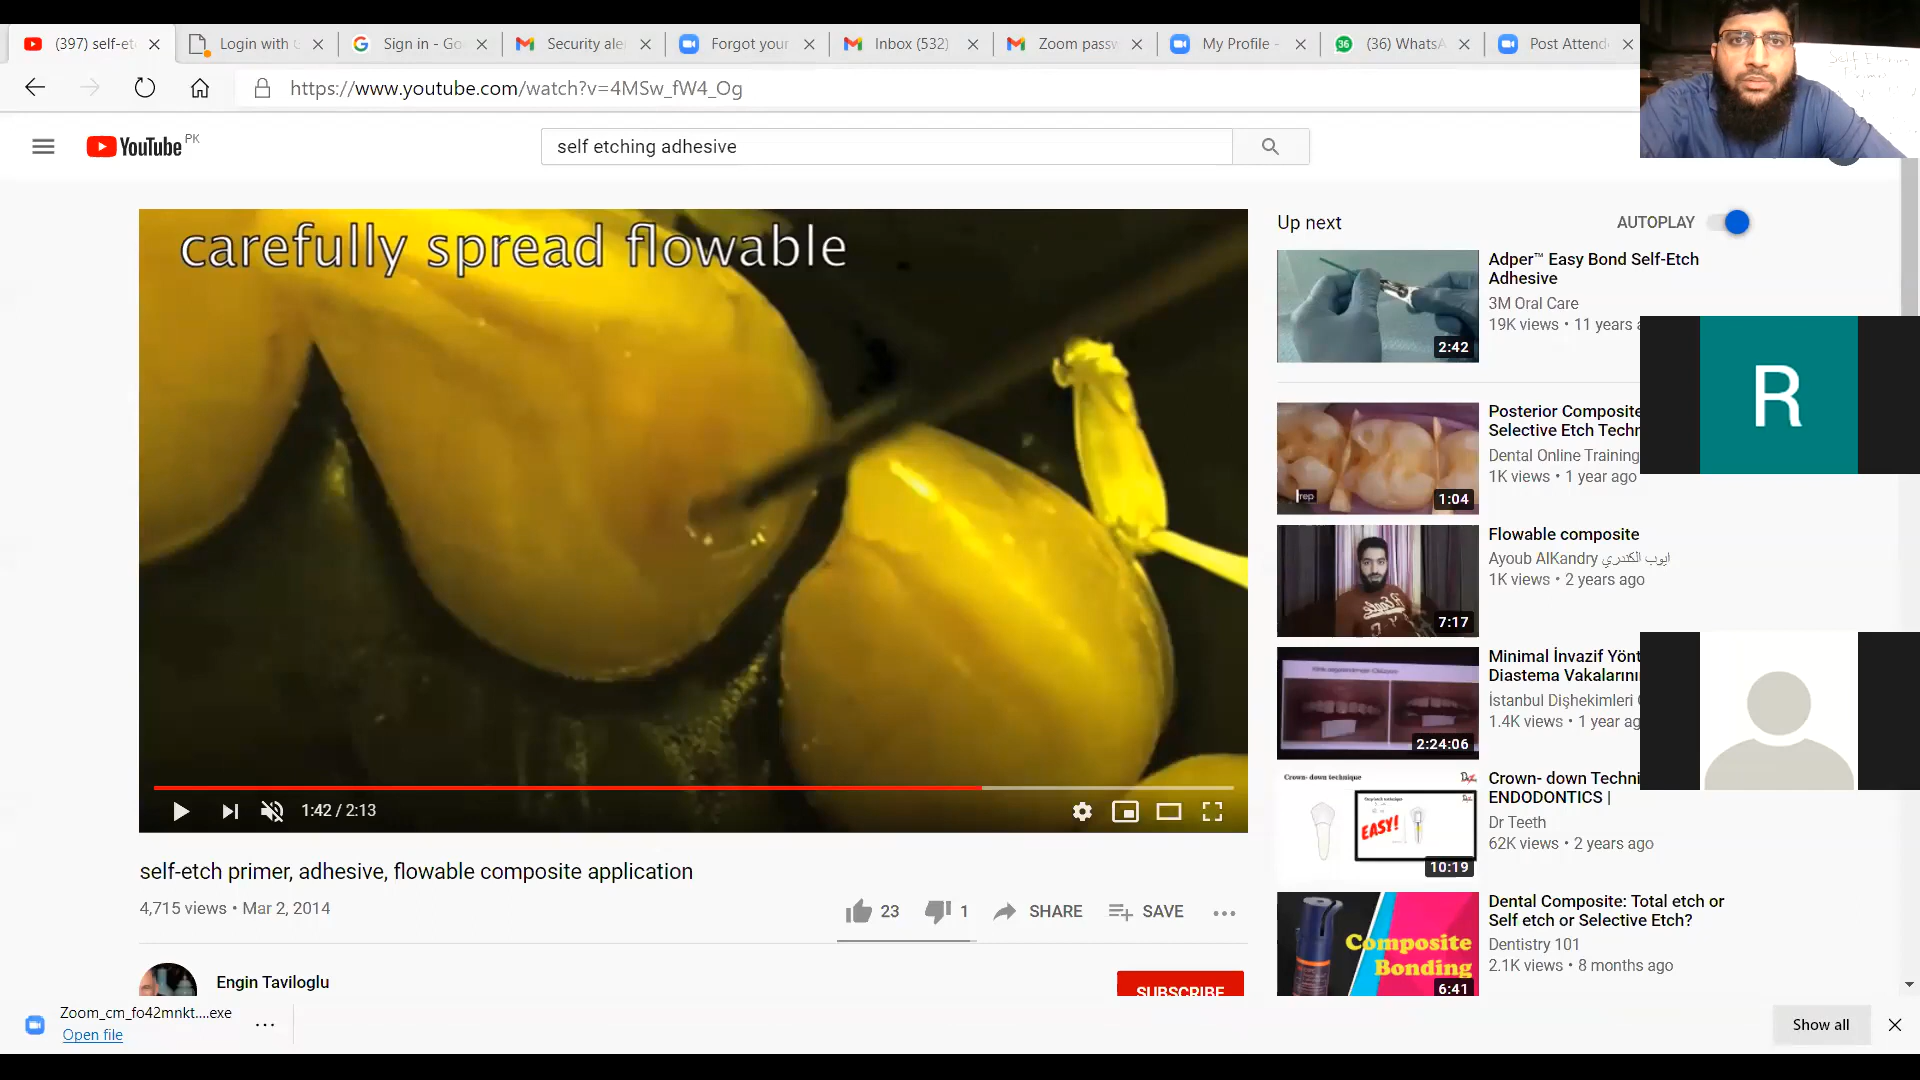 (397) self-et
Login with
Sign in - Go
Security ale
Forgot your
Inbox (532)
Zoom passw
My Profile -
36
(36) WhatsA
Post Attend
https://www.youtube.com/watch?v=4MSw_fW4_Og
YouTube PK
self etching adhesive
carefully spread flowable
1:42 / 2:13
self-etch primer, adhesive, flowable composite application
4,715 views • Mar 2, 2014
23
1
SHARE
SAVE
Engin Taviloglu
SUBSCRIBE
Up next
AUTOPLAY
2:42
Adper™ Easy Bond Self-Etch
Adhesive
3M Oral Care
19K views • 11 years a
rep
1:04
Posterior Composite
Selective Etch Techn
Dental Online Training
1K views • 1 year ago
7:17
Flowable composite
Ayoub AlKandry ايوب الكندري
1K views • 2 years ago
2:24:06
Minimal İnvazif Yönt
Diastema Vakalarını
İstanbul Dişhekimleri
1.4K views • 1 year ag
Crown- down technique
EASY!
10:19
Crown- down Techni
ENDODONTICS |
Dr Teeth
62K views • 2 years ago
Composite
Bonding
6:41
Dental Composite: Total etch or
Self etch or Selective Etch?
Dentistry 101
2.1K views • 8 months ago
R
Self Etching
Primer
Zoom_cm_fo42mnkt....exe
Open file
Show all